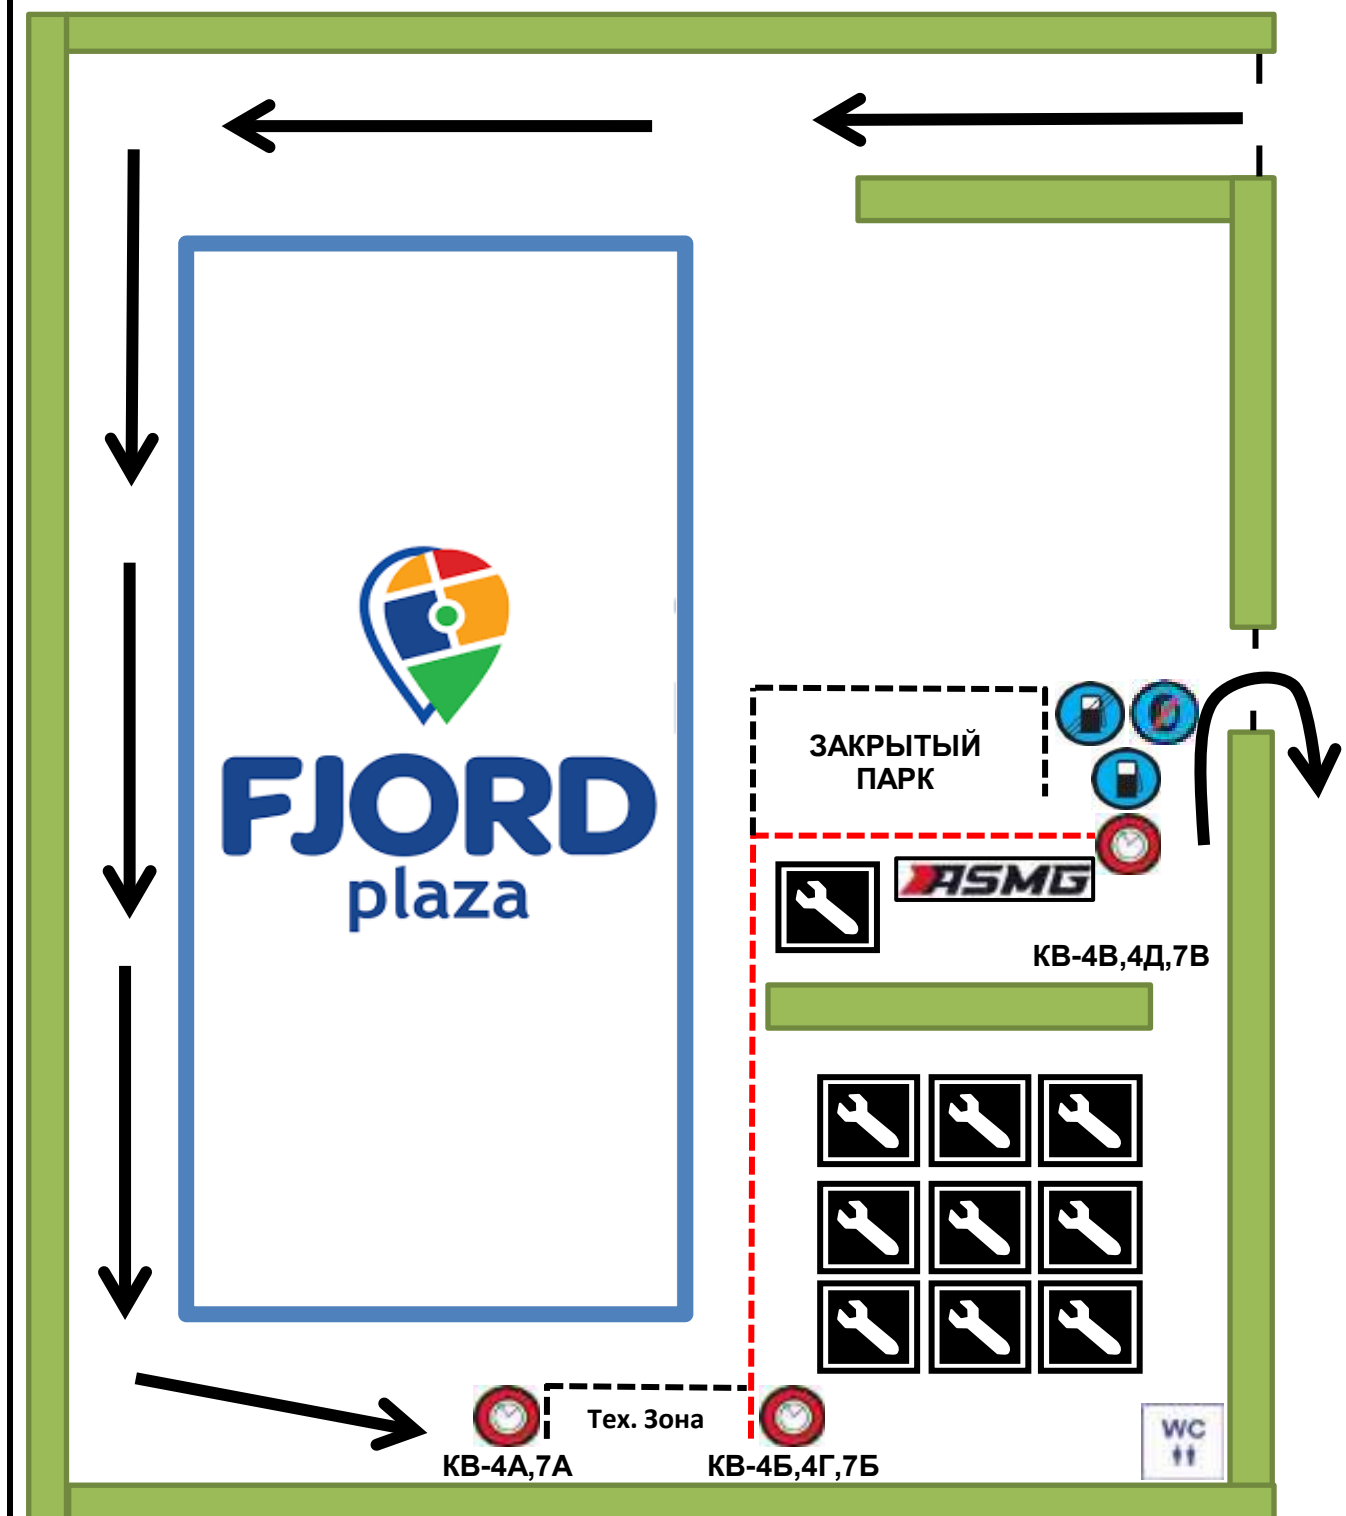 ЗАКРЫТЫЙ
ПАРК
FJORD
plaza
ASMG
КВ-4В,4Д,7В
Тех. Зона
КВ-4А,7А
КВ-4Б,4Г,7Б
WC